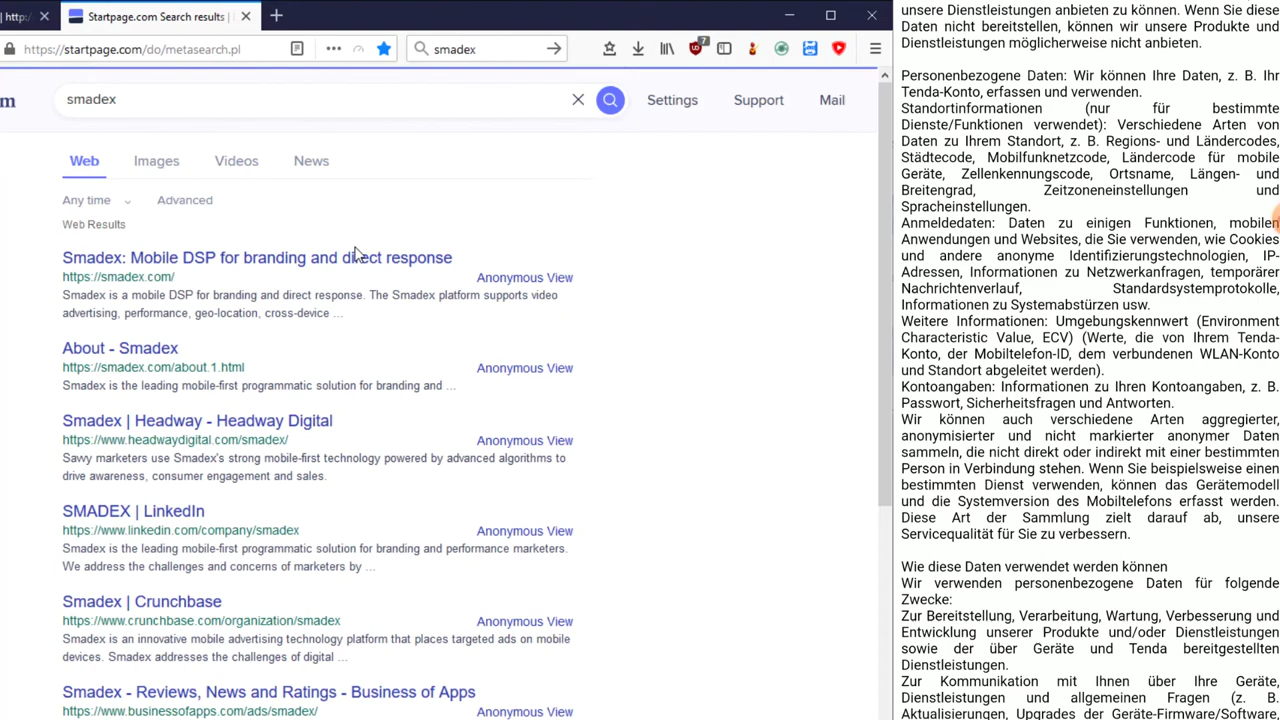 http:/
Startpage.com Search results |
https://startpage.com/do/metasearch.pl
smadex
7
m
smadex
Settings
Support
Mail
Web
Images
Videos
News
Any time
Advanced
Web Results
Smadex: Mobile DSP for branding and direct response
https://smadex.com/
Anonymous View
Smadex is a mobile DSP for branding and direct response. The Smadex platform supports video
advertising, performance, geo-location, cross-device ...
About - Smadex
https://smadex.com/about.1.html
Anonymous View
Smadex is the leading mobile-first programmatic solution for branding and ...
Smadex | Headway - Headway Digital
https://www.headwaydigital.com/smadex/
Anonymous View
Savvy marketers use Smadex's strong mobile-first technology powered by advanced algorithms to
drive awareness, consumer engagement and sales.
SMADEX | LinkedIn
https://www.linkedin.com/company/smadex
Anonymous View
Smadex is the leading mobile-first programmatic solution for branding and performance marketers.
We address the challenges and concerns of marketers by ...
Smadex | Crunchbase
https://www.crunchbase.com/organization/smadex
Anonymous View
Smadex is an innovative mobile advertising technology platform that places targeted ads on mobile
devices. Smadex addresses the challenges of digital ...
Smadex - Reviews, News and Ratings - Business of Apps
https://www.businessofapps.com/ads/smadex/
Anonymous View
unsere Dienstleistungen anbieten zu können. Wenn Sie diese
Daten nicht bereitstellen, können wir unsere Produkte und
Dienstleistungen möglicherweise nicht anbieten.
Personenbezogene Daten: Wir können Ihre Daten, z. B. Ihr
Tenda-Konto, erfassen und verwenden.
Standortinformationen (nur für bestimmte
Dienste/Funktionen verwendet): Verschiedene Arten von
Daten zu Ihrem Standort, z. B. Regions- und Ländercodes,
Städtecode, Mobilfunknetzcode, Ländercode für mobile
Geräte, Zellenkennungscode, Ortsname, Längen- und
Breitengrad, Zeitzoneneinstellungen und
Spracheinstellungen.
Anmeldedaten: Daten zu einigen Funktionen, mobilen
Anwendungen und Websites, die Sie verwenden, wie Cookies
und andere anonyme Identifizierungstechnologien, IP-
Adressen, Informationen zu Netzwerkanfragen, temporärer
Nachrichtenverlauf, Standardsystemprotokolle,
Informationen zu Systemabstürzen usw.
Weitere Informationen: Umgebungskennwert (Environment
Characteristic Value, ECV) (Werte, die von Ihrem Tenda-
Konto, der Mobiltelefon-ID, dem verbundenen WLAN-Konto
und Standort abgeleitet werden).
Kontoangaben: Informationen zu Ihren Kontoangaben, z. B.
Passwort, Sicherheitsfragen und Antworten.
Wir können auch verschiedene Arten aggregierter,
anonymisierter und nicht markierter anonymer Daten
sammeln, die nicht direkt oder indirekt mit einer bestimmten
Person in Verbindung stehen. Wenn Sie beispielsweise einen
bestimmten Dienst verwenden, können das Gerätemodell
und die Systemversion des Mobiltelefons erfasst werden.
Diese Art der Sammlung zielt darauf ab, unsere
Servicequalität für Sie zu verbessern.
Wie diese Daten verwendet werden können
Wir verwenden personenbezogene Daten für folgende
Zwecke:
Zur Bereitstellung, Verarbeitung, Wartung, Verbesserung und
Entwicklung unserer Produkte und/oder Dienstleistungen
sowie der über Geräte und Tenda bereitgestellten
Dienstleistungen.
Zur Kommunikation mit Ihnen über Ihre Geräte,
Dienstleistungen und allgemeinen Fragen (z. B.
Aktualisierungen, Upgrades der Geräte-Firmware/Software,